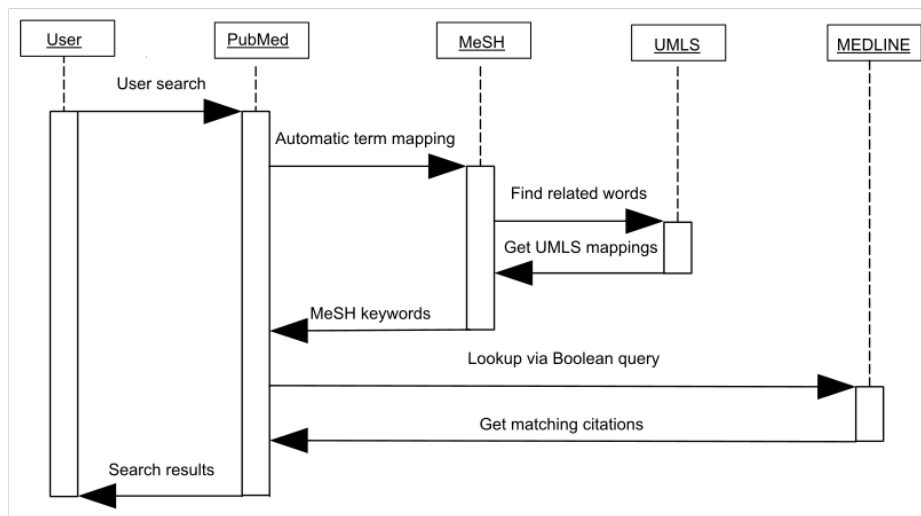 User
PubMed
MeSH
UMLS
MEDLINE
User search
Automatic term mapping
Find related words
Get UMLS mappings
MeSH keywords
Lookup via Boolean query
Get matching citations
Search results